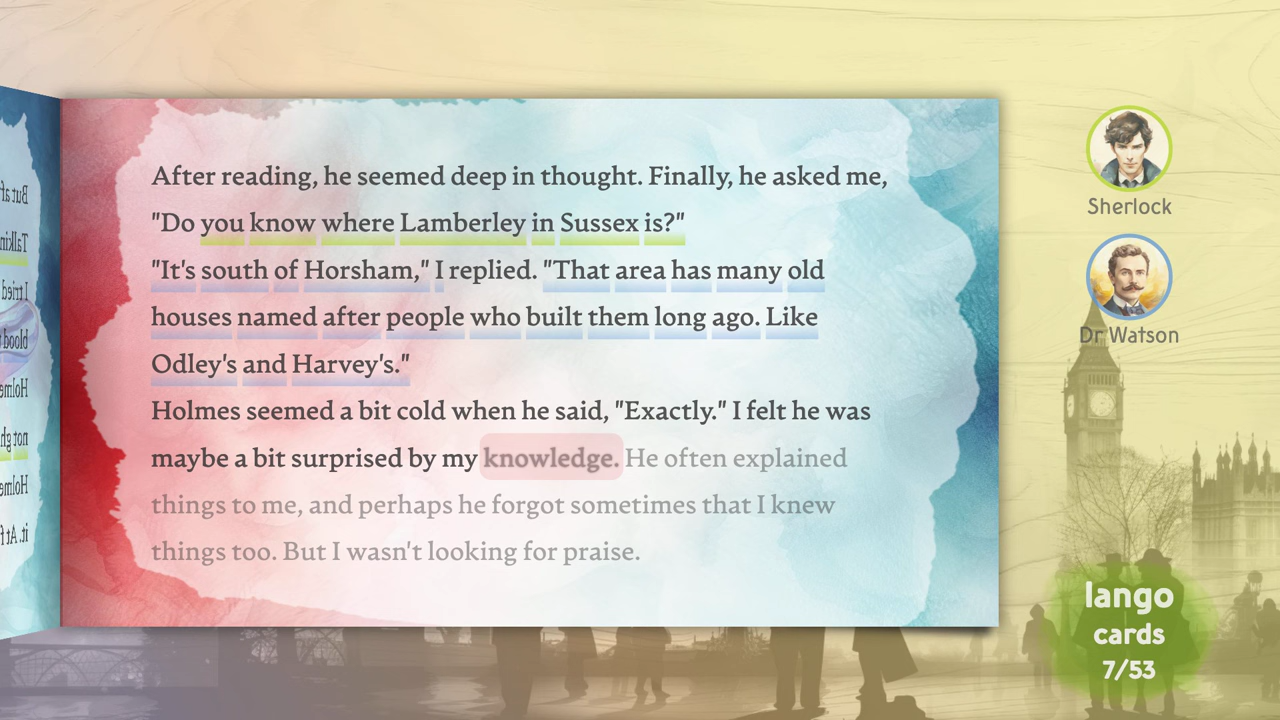 After reading, he seemed deep in thought. Finally, he asked me,
"Do you know where Lamberley in Sussex is?"
"It's south of Horsham," I replied. "That area has many old
houses named after people who built them long ago. Like
Odley's and Harvey's."
Holmes seemed a bit cold when he said, "Exactly." I felt he was
maybe a bit surprised by my knowledge. He often explained
things to me, and perhaps he forgot sometimes that I knew
things too. But I wasn't looking for praise.
Sherlock
Dr Watson
lango
cards
7/53